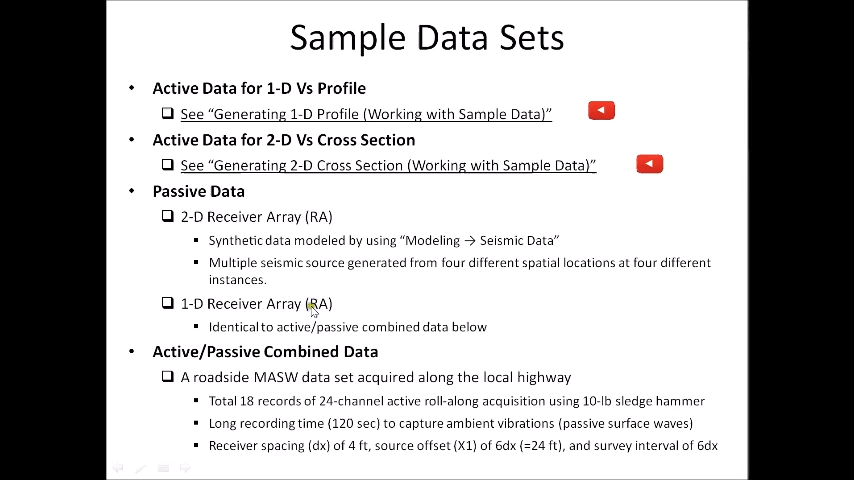 Sample Data Sets
• Active Data for 1-D Vs Profile
❑ See “Generating 1-D Profile (Working with Sample Data)”
• Active Data for 2-D Vs Cross Section
❑ See “Generating 2-D Cross Section (Working with Sample Data)”
• Passive Data
❑ 2-D Receiver Array (RA)
▪ Synthetic data modeled by using “Modeling → Seismic Data”
▪ Multiple seismic source generated from four different spatial locations at four different
instances.
❑ 1-D Receiver Array (RA)
▪ Identical to active/passive combined data below
• Active/Passive Combined Data
❑ A roadside MASW data set acquired along the local highway
▪ Total 18 records of 24-channel active roll-along acquisition using 10-lb sledge hammer
▪ Long recording time (120 sec) to capture ambient vibrations (passive surface waves)
▪ Receiver spacing (dx) of 4 ft, source offset (X1) of 6dx (=24 ft), and survey interval of 6dx